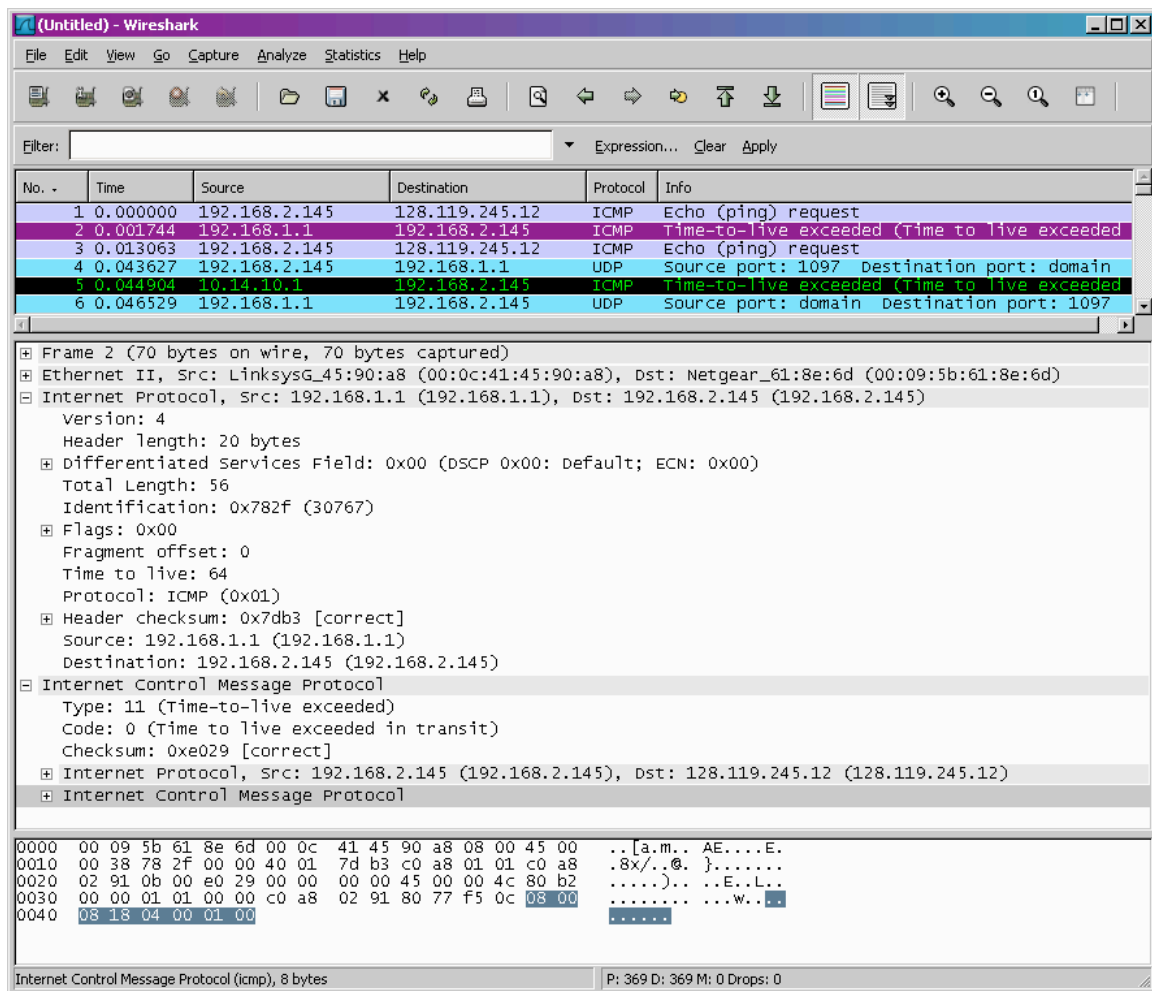 (Untitled) - Wireshark
File Edit View Go Capture Analyze Statistics Help
Filter: Expression... Clear Apply
No. - Time Source Destination Protocol Info
1 0.000000 192.168.2.145 128.119.245.12 ICMP Echo (ping) request
2 0.001744 192.168.1.1 192.168.2.145 ICMP Time-to-live exceeded (Time to live exceeded
3 0.013063 192.168.2.145 128.119.245.12 ICMP Echo (ping) request
4 0.043627 192.168.2.145 192.168.1.1 UDP Source port: 1097 Destination port: domain
5 0.044904 10.14.10.1 192.168.2.145 ICMP Time-to-live exceeded (Time to live exceeded
6 0.046529 192.168.1.1 192.168.2.145 UDP Source port: domain Destination port: 1097
Frame 2 (70 bytes on wire, 70 bytes captured)
Ethernet II, Src: LinksysG_45:90:a8 (00:0c:41:45:90:a8), Dst: Netgear_61:8e:6d (00:09:5b:61:8e:6d)
Internet Protocol, Src: 192.168.1.1 (192.168.1.1), Dst: 192.168.2.145 (192.168.2.145)
Version: 4
Header length: 20 bytes
Differentiated Services Field: 0x00 (DSCP 0x00: Default; ECN: 0x00)
Total Length: 56
Identification: 0x782f (30767)
Flags: 0x00
Fragment offset: 0
Time to live: 64
Protocol: ICMP (0x01)
Header checksum: 0x7db3 [correct]
Source: 192.168.1.1 (192.168.1.1)
Destination: 192.168.2.145 (192.168.2.145)
Internet Control Message Protocol
Type: 11 (Time-to-live exceeded)
Code: 0 (Time to live exceeded in transit)
Checksum: 0xe029 [correct]
Internet Protocol, Src: 192.168.2.145 (192.168.2.145), Dst: 128.119.245.12 (128.119.245.12)
Internet Control Message Protocol
0000 00 09 5b 61 8e 6d 00 0c 41 45 90 a8 08 00 45 00 ..[a.m.. AE....E.
0010 00 38 78 2f 00 00 40 01 7d b3 c0 a8 01 01 c0 a8 .8x/..@. }.......
0020 02 91 0b 00 e0 29 00 00 00 00 45 00 00 4c 80 b2 .....).. ..E..L..
0030 00 00 01 01 00 00 c0 a8 02 91 80 77 f5 0c 08 00 ........ ...w....
0040 08 18 04 00 01 00 ......
Internet Control Message Protocol (icmp), 8 bytes P: 369 D: 369 M: 0 Drops: 0